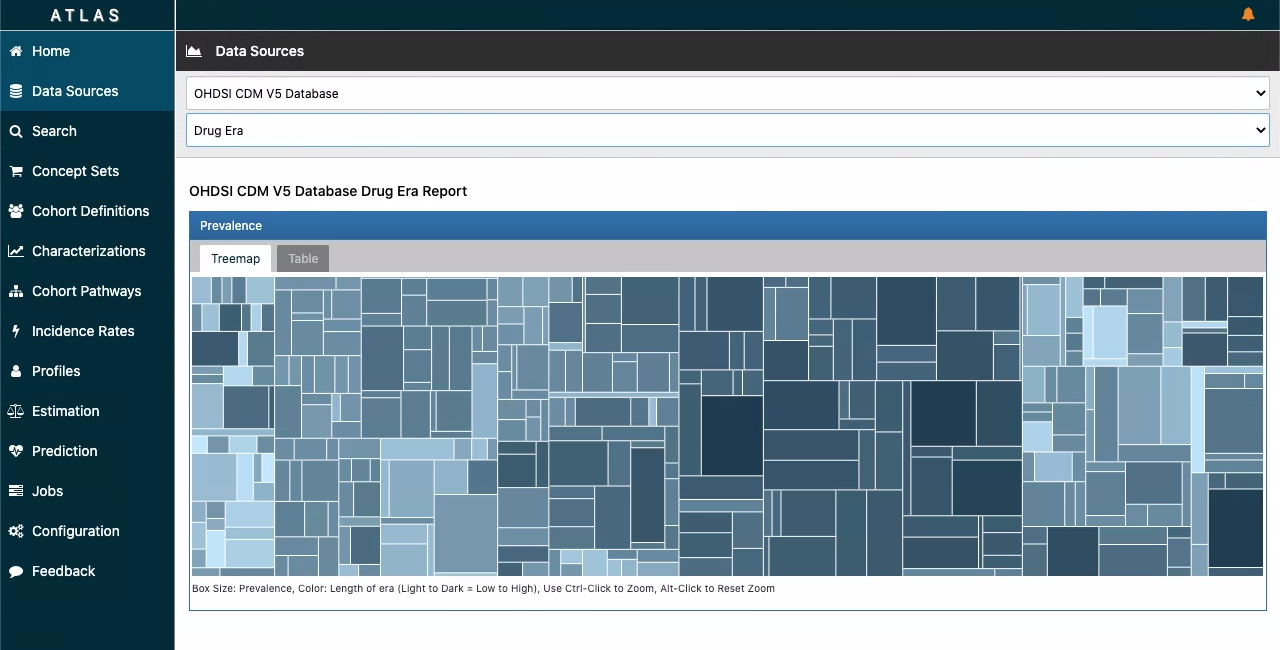 ATLAS
Home
Data Sources
Search
Concept Sets
Cohort Definitions
Characterizations
Cohort Pathways
Incidence Rates
Profiles
Estimation
Prediction
Jobs
Configuration
Feedback
Data Sources
OHDSI CDM V5 Database
Drug Era
OHDSI CDM V5 Database Drug Era Report
Prevalence
Treemap Table
Box Size: Prevalence, Color: Length of era (Light to Dark = Low to High), Use Ctrl-Click to Zoom, Alt-Click to Reset Zoom